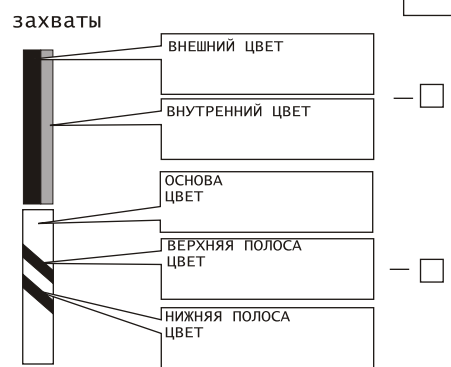 захваты
ВНЕШНИЙ ЦВЕТ
ВНУТРЕННИЙ ЦВЕТ
ОСНОВА
ЦВЕТ
ВЕРХНЯЯ ПОЛОСА
ЦВЕТ
НИЖНЯЯ ПОЛОСА
ЦВЕТ